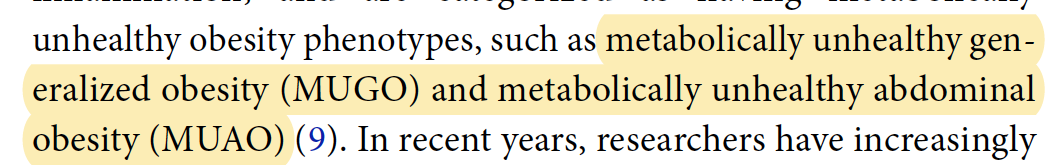 unhealthy obesity phenotypes, such as metabolically unhealthy gen-
eralized obesity (MUGO) and metabolically unhealthy abdominal
obesity (MUAO) (9). In recent years, researchers have increasingly